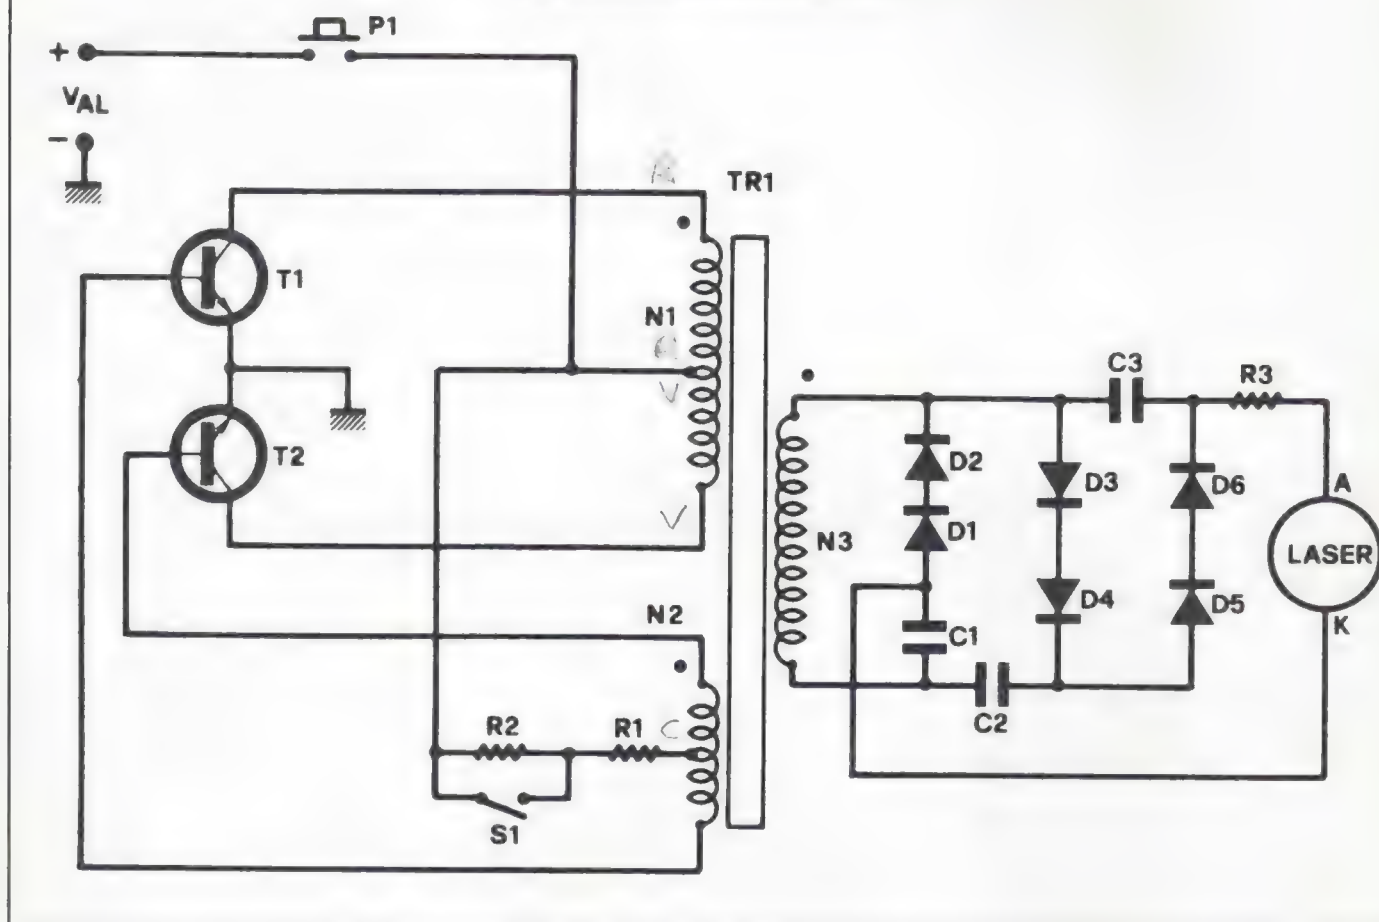 P1
+
VAL
-
TR1
T1
N1
C3
R3
T2
D2
D3
D6
A
D1
N3
LASER
D4
D5
N2
C1
K
C2
R2
R1
S1